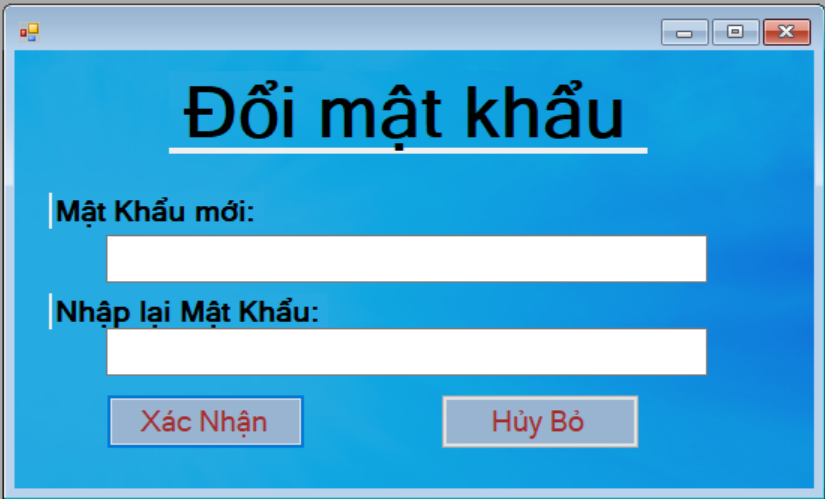 Đổi mật khẩu
Mật Khẩu mới:
Nhập lại Mật Khẩu:
Xác Nhận
Hủy Bỏ